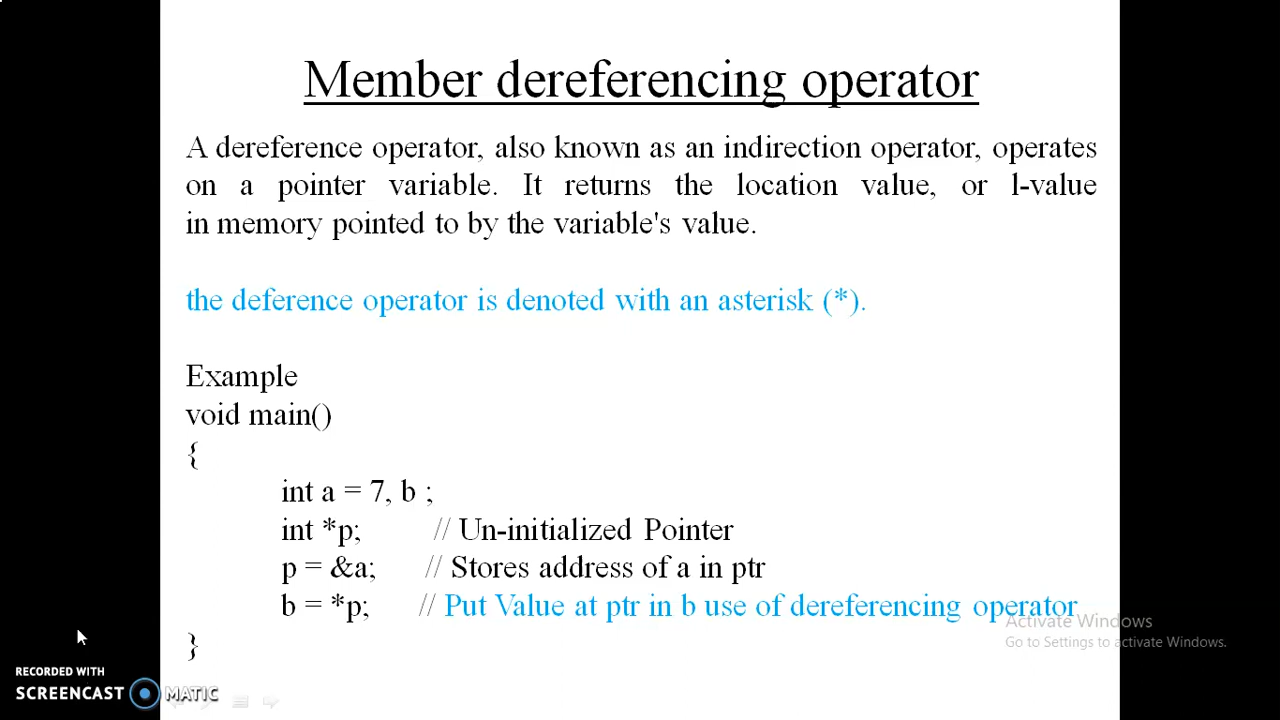 Member dereferencing operator
A dereference operator, also known as an indirection operator, operates
on a pointer variable. It returns the location value, or l-value
in memory pointed to by the variable's value.
the deference operator is denoted with an asterisk (*).
Example
void main()
{
int a = 7, b ;
int *p; // Un-initialized Pointer
p = &a; // Stores address of a in ptr
b = *p; // Put Value at ptr in b use of dereferencing operator
}
Activate Windows
Go to Settings to activate Windows.
RECORDED WITH
SCREENCAST MATIC